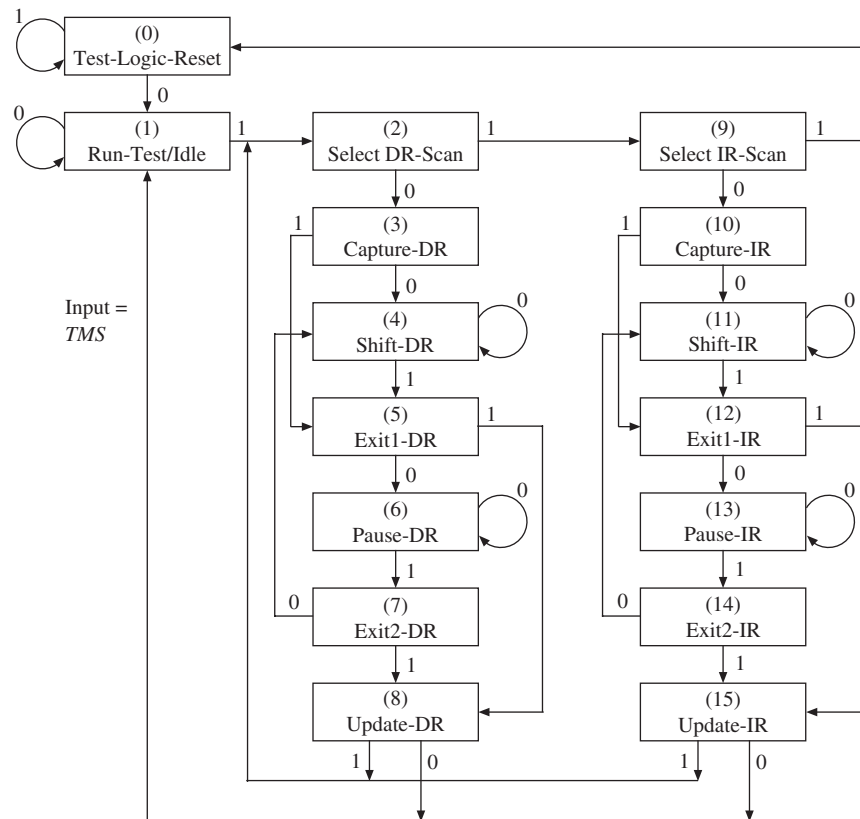 1
(0)
Test-Logic-Reset
0
0
(1)
Run-Test/Idle
1
(2)
Select DR-Scan
1
(9)
Select IR-Scan
1
0
0
1
(3)
Capture-DR
1
(10)
Capture-IR
0
0
Input =
TMS
(4)
Shift-DR
0
(11)
Shift-IR
0
1
1
(5)
Exit1-DR
1
(12)
Exit1-IR
1
0
0
(6)
Pause-DR
0
(13)
Pause-IR
0
1
1
0
(7)
Exit2-DR
0
(14)
Exit2-IR
1
1
(8)
Update-DR
(15)
Update-IR
1
0
1
0